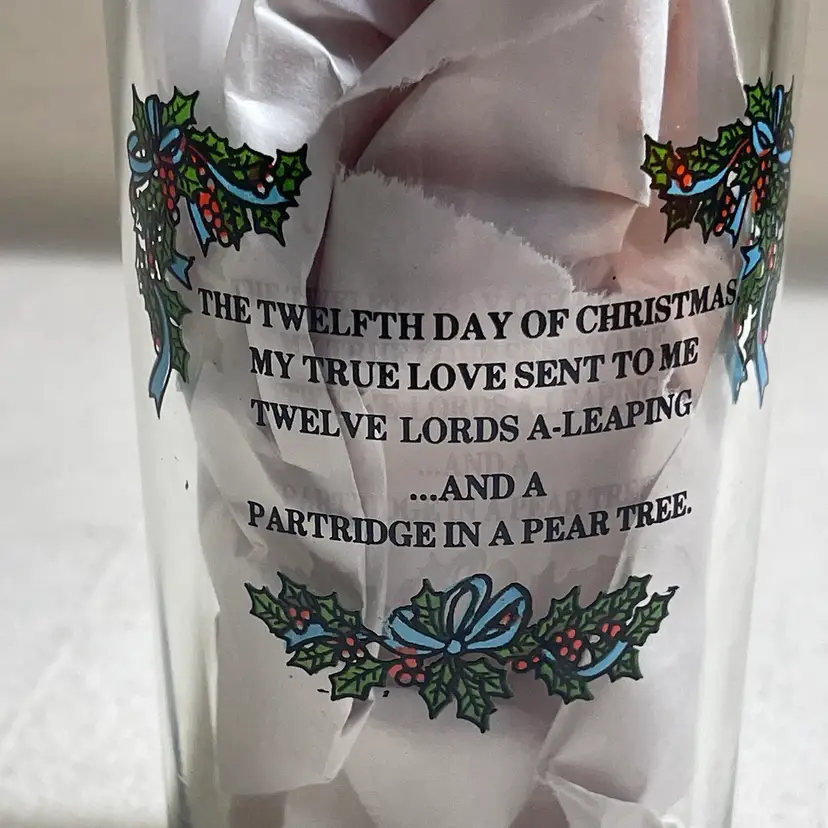 THE TWELFTH DAY OF CHRISTMAS,
MY TRUE LOVE SENT TO ME
TWELVE LORDS A-LEAPING
...AND A
PARTRIDGE IN A PEAR TREE.